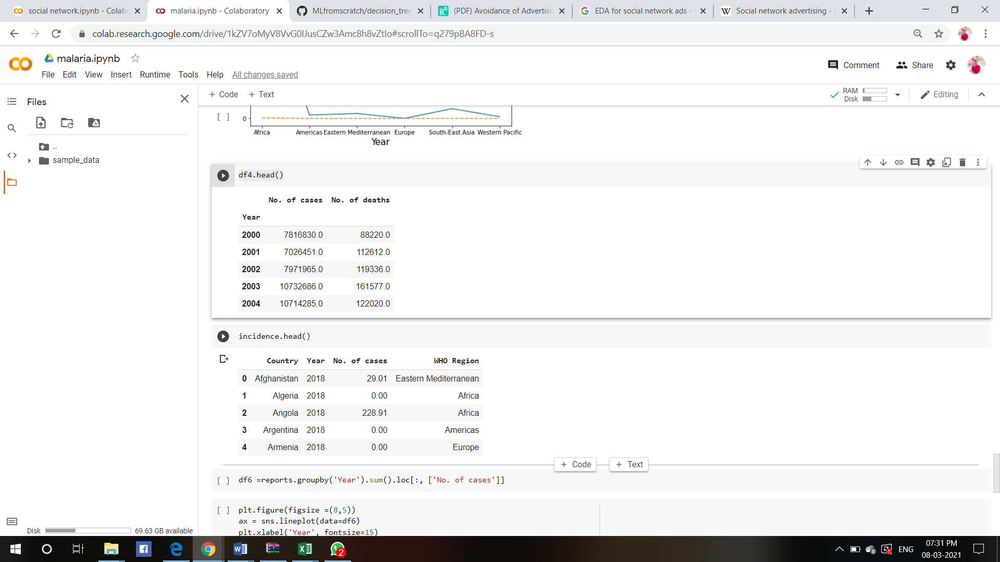 social network.ipynb - Colab
malaria.ipynb - Colaboratory
MLfromscratch/decision_tree
(PDF) Avoidance of Advertisi
EDA for social network ads -
Social network advertising -
colab.research.google.com/drive/1kZV7oMyV8VvG0IJusCZw3Amc8h8vZtIo#scrollTo=q279pBA8FD-s
malaria.ipynb
File Edit View Insert Runtime Tools Help All changes saved
Comment
Share
Files
+ Code + Text
RAM
Disk
Editing
..
sample_data
[ ]
0
Africa Americas Eastern Mediterranean Europe South-East Asia Western Pacific
Year
df4.head()
No. of cases No. of deaths
Year
2000 7816830.0 88220.0
2001 7026451.0 112612.0
2002 7971965.0 119336.0
2003 10732686.0 161577.0
2004 10714285.0 122020.0
incidence.head()
Country Year No. of cases WHO Region
0 Afghanistan 2018 29.01 Eastern Mediterranean
1 Algeria 2018 0.00 Africa
2 Angola 2018 228.91 Africa
3 Argentina 2018 0.00 Americas
4 Armenia 2018 0.00 Europe
+ Code + Text
[ ] df6 =reports.groupby('Year').sum().loc[:, ['No. of cases']]
[ ] plt.figure(figsize =(8,5))
ax = sns.lineplot(data=df6)
plt.xlabel('Year', fontsize=15)
Disk 69.63 GB available
2
ENG
07:31 PM
08-03-2021